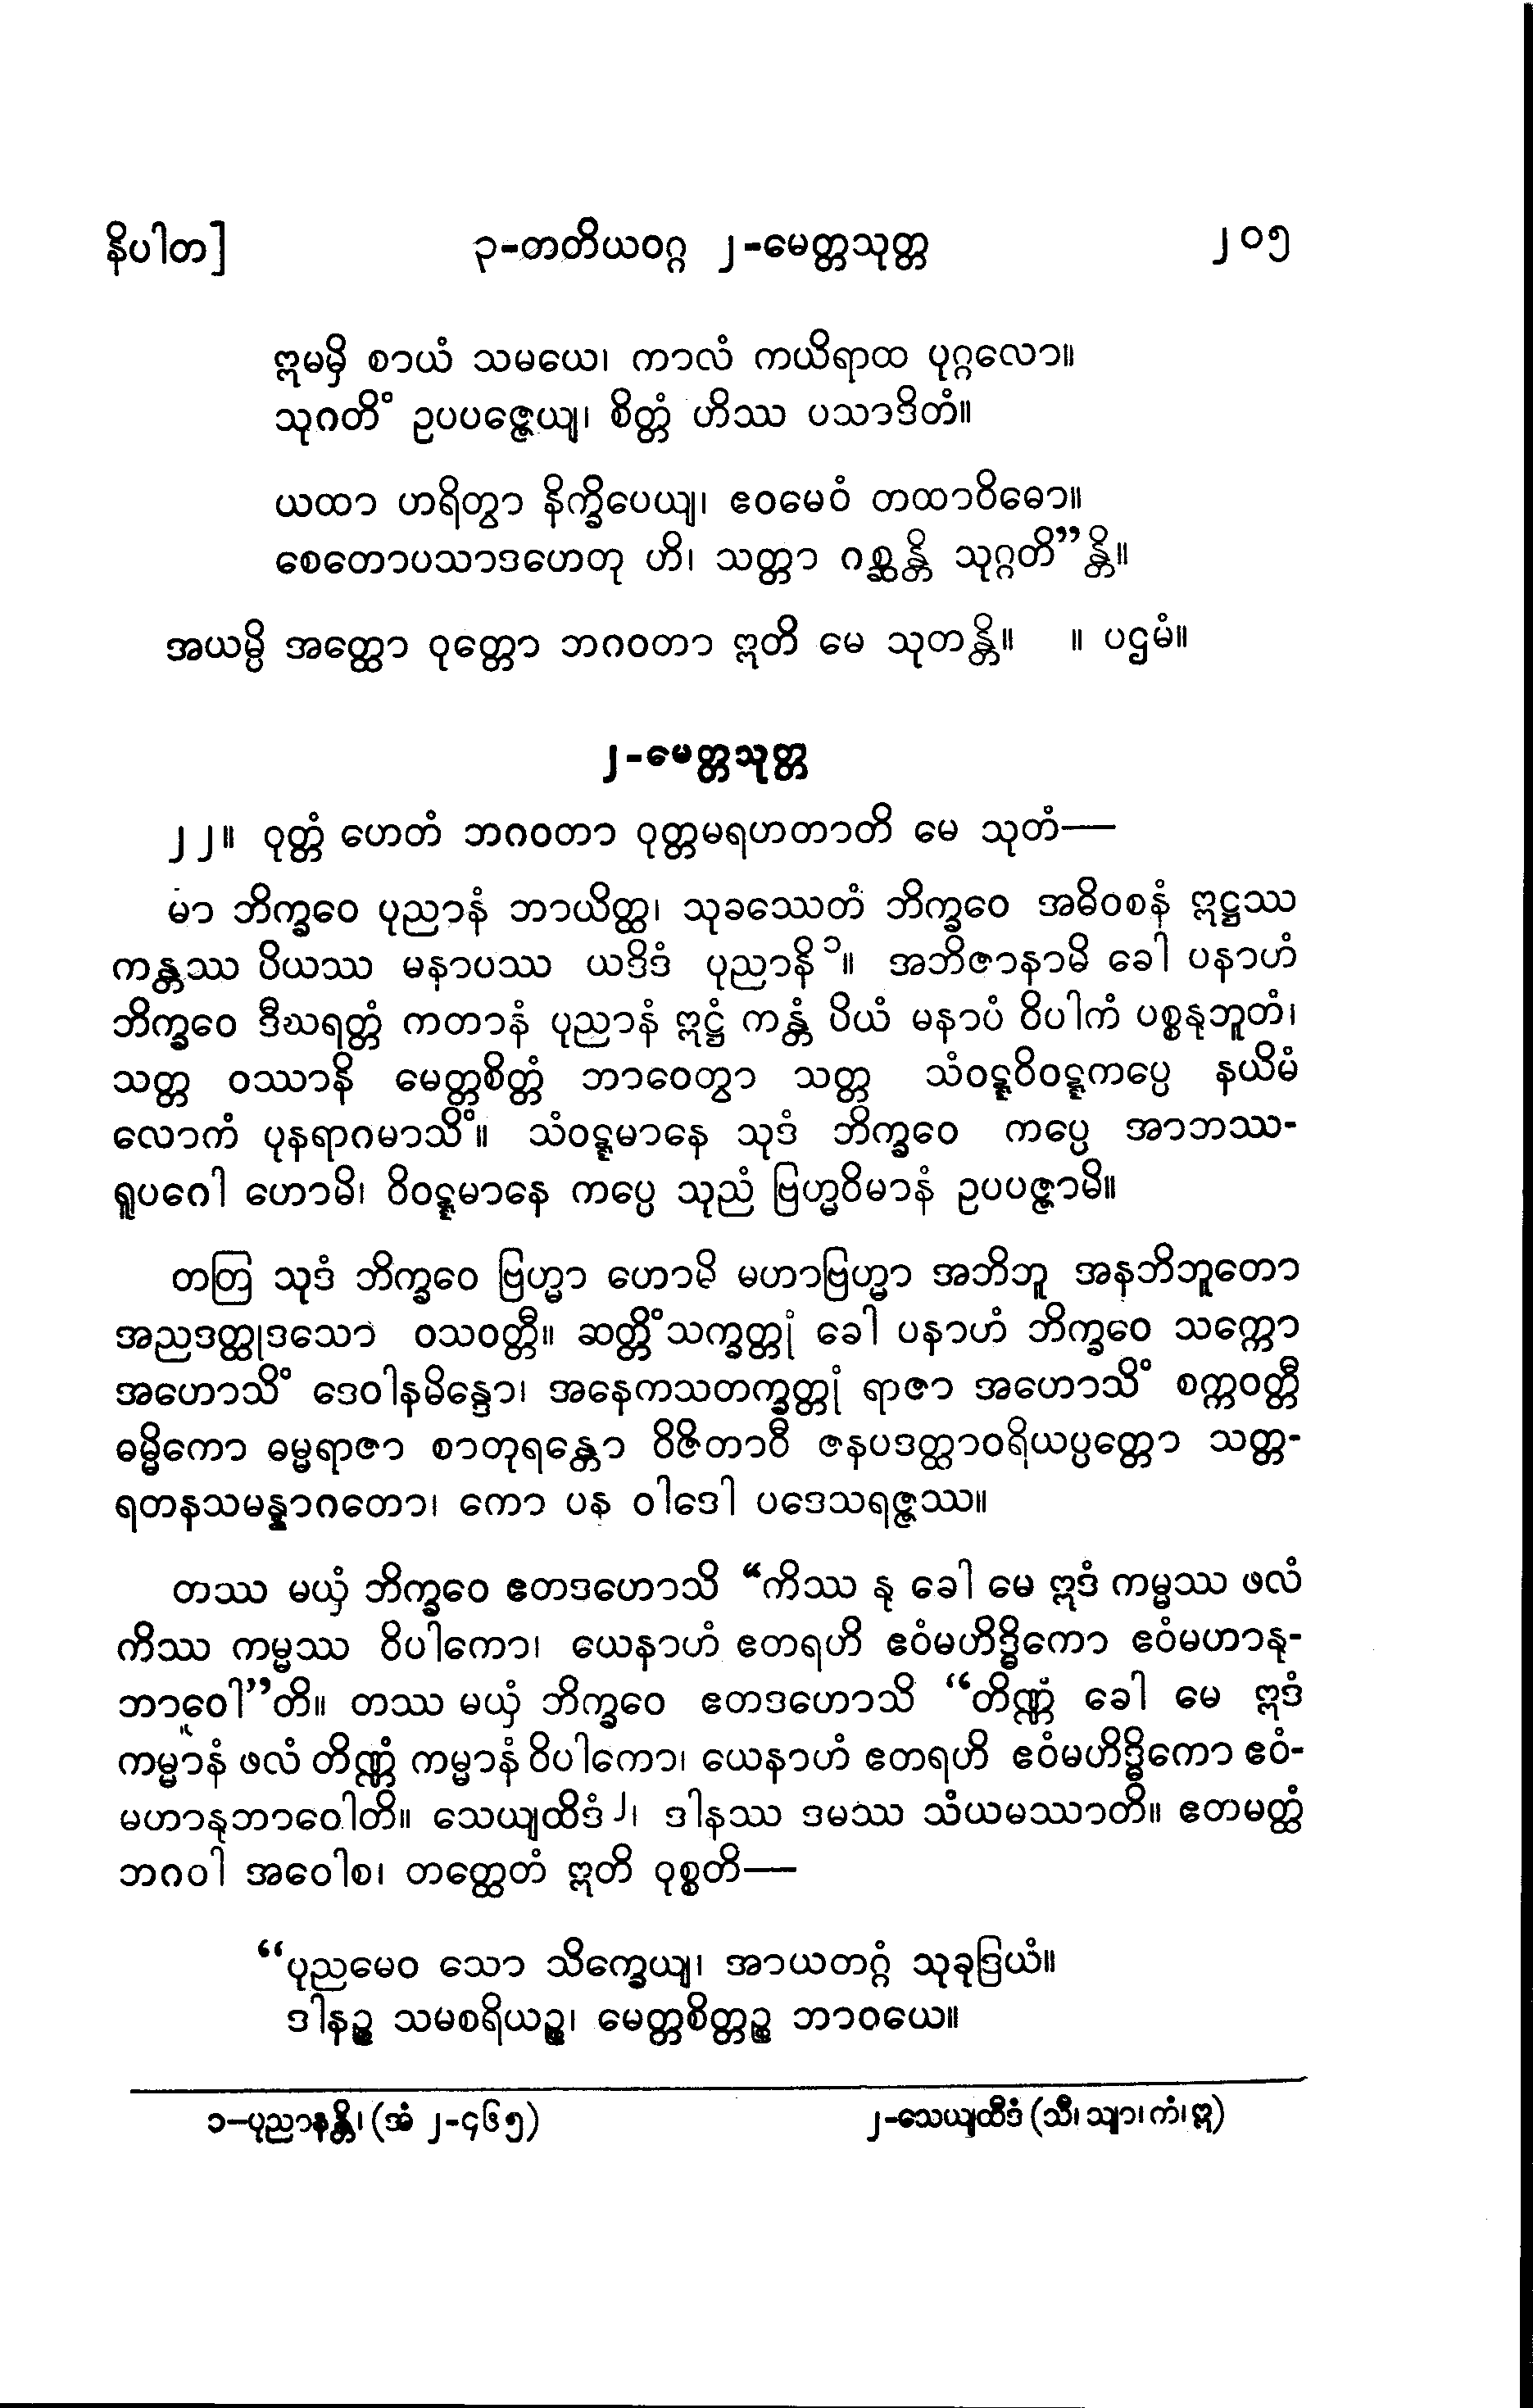 နိပါတ] ၃-တတိယဝဂ္ဂ ၂-မေတ္တသုတ္တ ၂၀၅
ဣမမှိ စာယံ သမယေ၊ ကာလံ ကယိရာထ ပုဂ္ဂလော။
သုဂတိံ ဥပပဇ္ဇေယျ၊ စိတ္တံ ဟိဿ ပသာဒိတံ။
ယထာ ဟရိတွာ နိက္ခိပေယျ၊ ဧဝမေဝံ တထာဝိဓော။
စေတောပသာဒဟေတု ဟိ၊ သတ္တာ ဂစ္ဆန္တိ သုဂ္ဂတိ”န္တိ။
အယမ္ပိ အတ္ထော ဝုတ္တော ဘဂဝတာ ဣတိ မေ သုတန္တိ။ ။ ပဌမံ။
၂-မေတ္တသုတ္တ
၂၂။ ဝုတ္တံ ဟေတံ ဘဂဝတာ ဝုတ္တမရဟတာတိ မေ သုတံ—
မာ ဘိက္ခဝေ ပုညာနံ ဘာယိတ္ထ၊ သုခဿေတံ ဘိက္ခဝေ အဓိဝစနံ ဣဋ္ဌဿ
ကန္တဿ ပိယဿ မနာပဿ ယဒိဒံ ပုညာနိ၁။ အဘိဇာနာမိ ခေါ ပနာဟံ
ဘိက္ခဝေ ဒီဃရတ္တံ ကတာနံ ပုညာနံ ဣဋ္ဌံ ကန္တံ ပိယံ မနာပံ ဝိပါကံ ပစ္စနုဘူတံ၊
သတ္တ ဝဿာနိ မေတ္တစိတ္တံ ဘာဝေတွာ သတ္တ သံဝဋ္ဋဝိဝဋ္ဋကပ္ပေ နယိမံ
လောကံ ပုနရာဂမာသိံ။ သံဝဋ္ဋမာနေ သုဒံ ဘိက္ခဝေ ကပ္ပေ အာဘဿ-
ရူပဂေါ ဟောမိ၊ ဝိဝဋ္ဋမာနေ ကပ္ပေ သုညံ ဗြဟ္မဝိမာနံ ဥပပဇ္ဇာမိ။
တတြ သုဒံ ဘိက္ခဝေ ဗြဟ္မာ ဟောမိ မဟာဗြဟ္မာ အဘိဘူ အနဘိဘူတော
အညဒတ္ထုဒသော ဝသဝတ္တီ။ ဆတ္တိံသက္ခတ္တုံ ခေါ ပနာဟံ ဘိက္ခဝေ သက္ကော
အဟောသိံ ဒေဝါနမိန္ဒော၊ အနေကသတက္ခတ္တုံ ရာဇာ အဟောသိံ စက္ကဝတ္တီ
ဓမ္မိကော ဓမ္မရာဇာ စာတုရန္တော ဝိဇိတာဝီ ဇနပဒတ္ထာဝရိယပ္ပတ္တော သတ္တ-
ရတနသမန္နာဂတော၊ ကော ပန ဝါဒေါ ပဒေသရဇ္ဇဿ။
တဿ မယှံ ဘိက္ခဝေ ဧတဒဟောသိ “ကိဿ နု ခေါ မေ ဣဒံ ကမ္မဿ ဖလံ
ကိဿ ကမ္မဿ ဝိပါကော၊ ယေနာဟံ ဧတရဟိ ဧဝံမဟိဒ္ဓိကော ဧဝံမဟာနု-
ဘာဝေါ”တိ။ တဿ မယှံ ဘိက္ခဝေ ဧတဒဟောသိ “တိဏ္ဏံ ခေါ မေ ဣဒံ
ကမ္မာနံ ဖလံ တိဏ္ဏံ ကမ္မာနံ ဝိပါကော၊ ယေနာဟံ ဧတရဟိ ဧဝံမဟိဒ္ဓိကော ဧဝံ-
မဟာနုဘာဝေါတိ။ သေယျထိဒံ၂၊ ဒါနဿ ဒမဿ သံယမဿာတိ။ ဧတမတ္ထံ
ဘဂဝါ အဝေါစ၊ တတ္ထေတံ ဣတိ ဝုစ္စတိ—
“ပုညမေဝ သော သိက္ခေယျ၊ အာယတဂ္ဂံ သုခုဒြယံ။
ဒါနဉ္စ သမစရိယဉ္စ၊ မေတ္တစိတ္တဉ္စ ဘာဝယေ။
၁–ပုညာနန္တိ၊ (အံ ၂-၄၆၅) ၂-သေယျထီဒံ (သီ၊ သျာ၊ ကံ၊ ဣ)